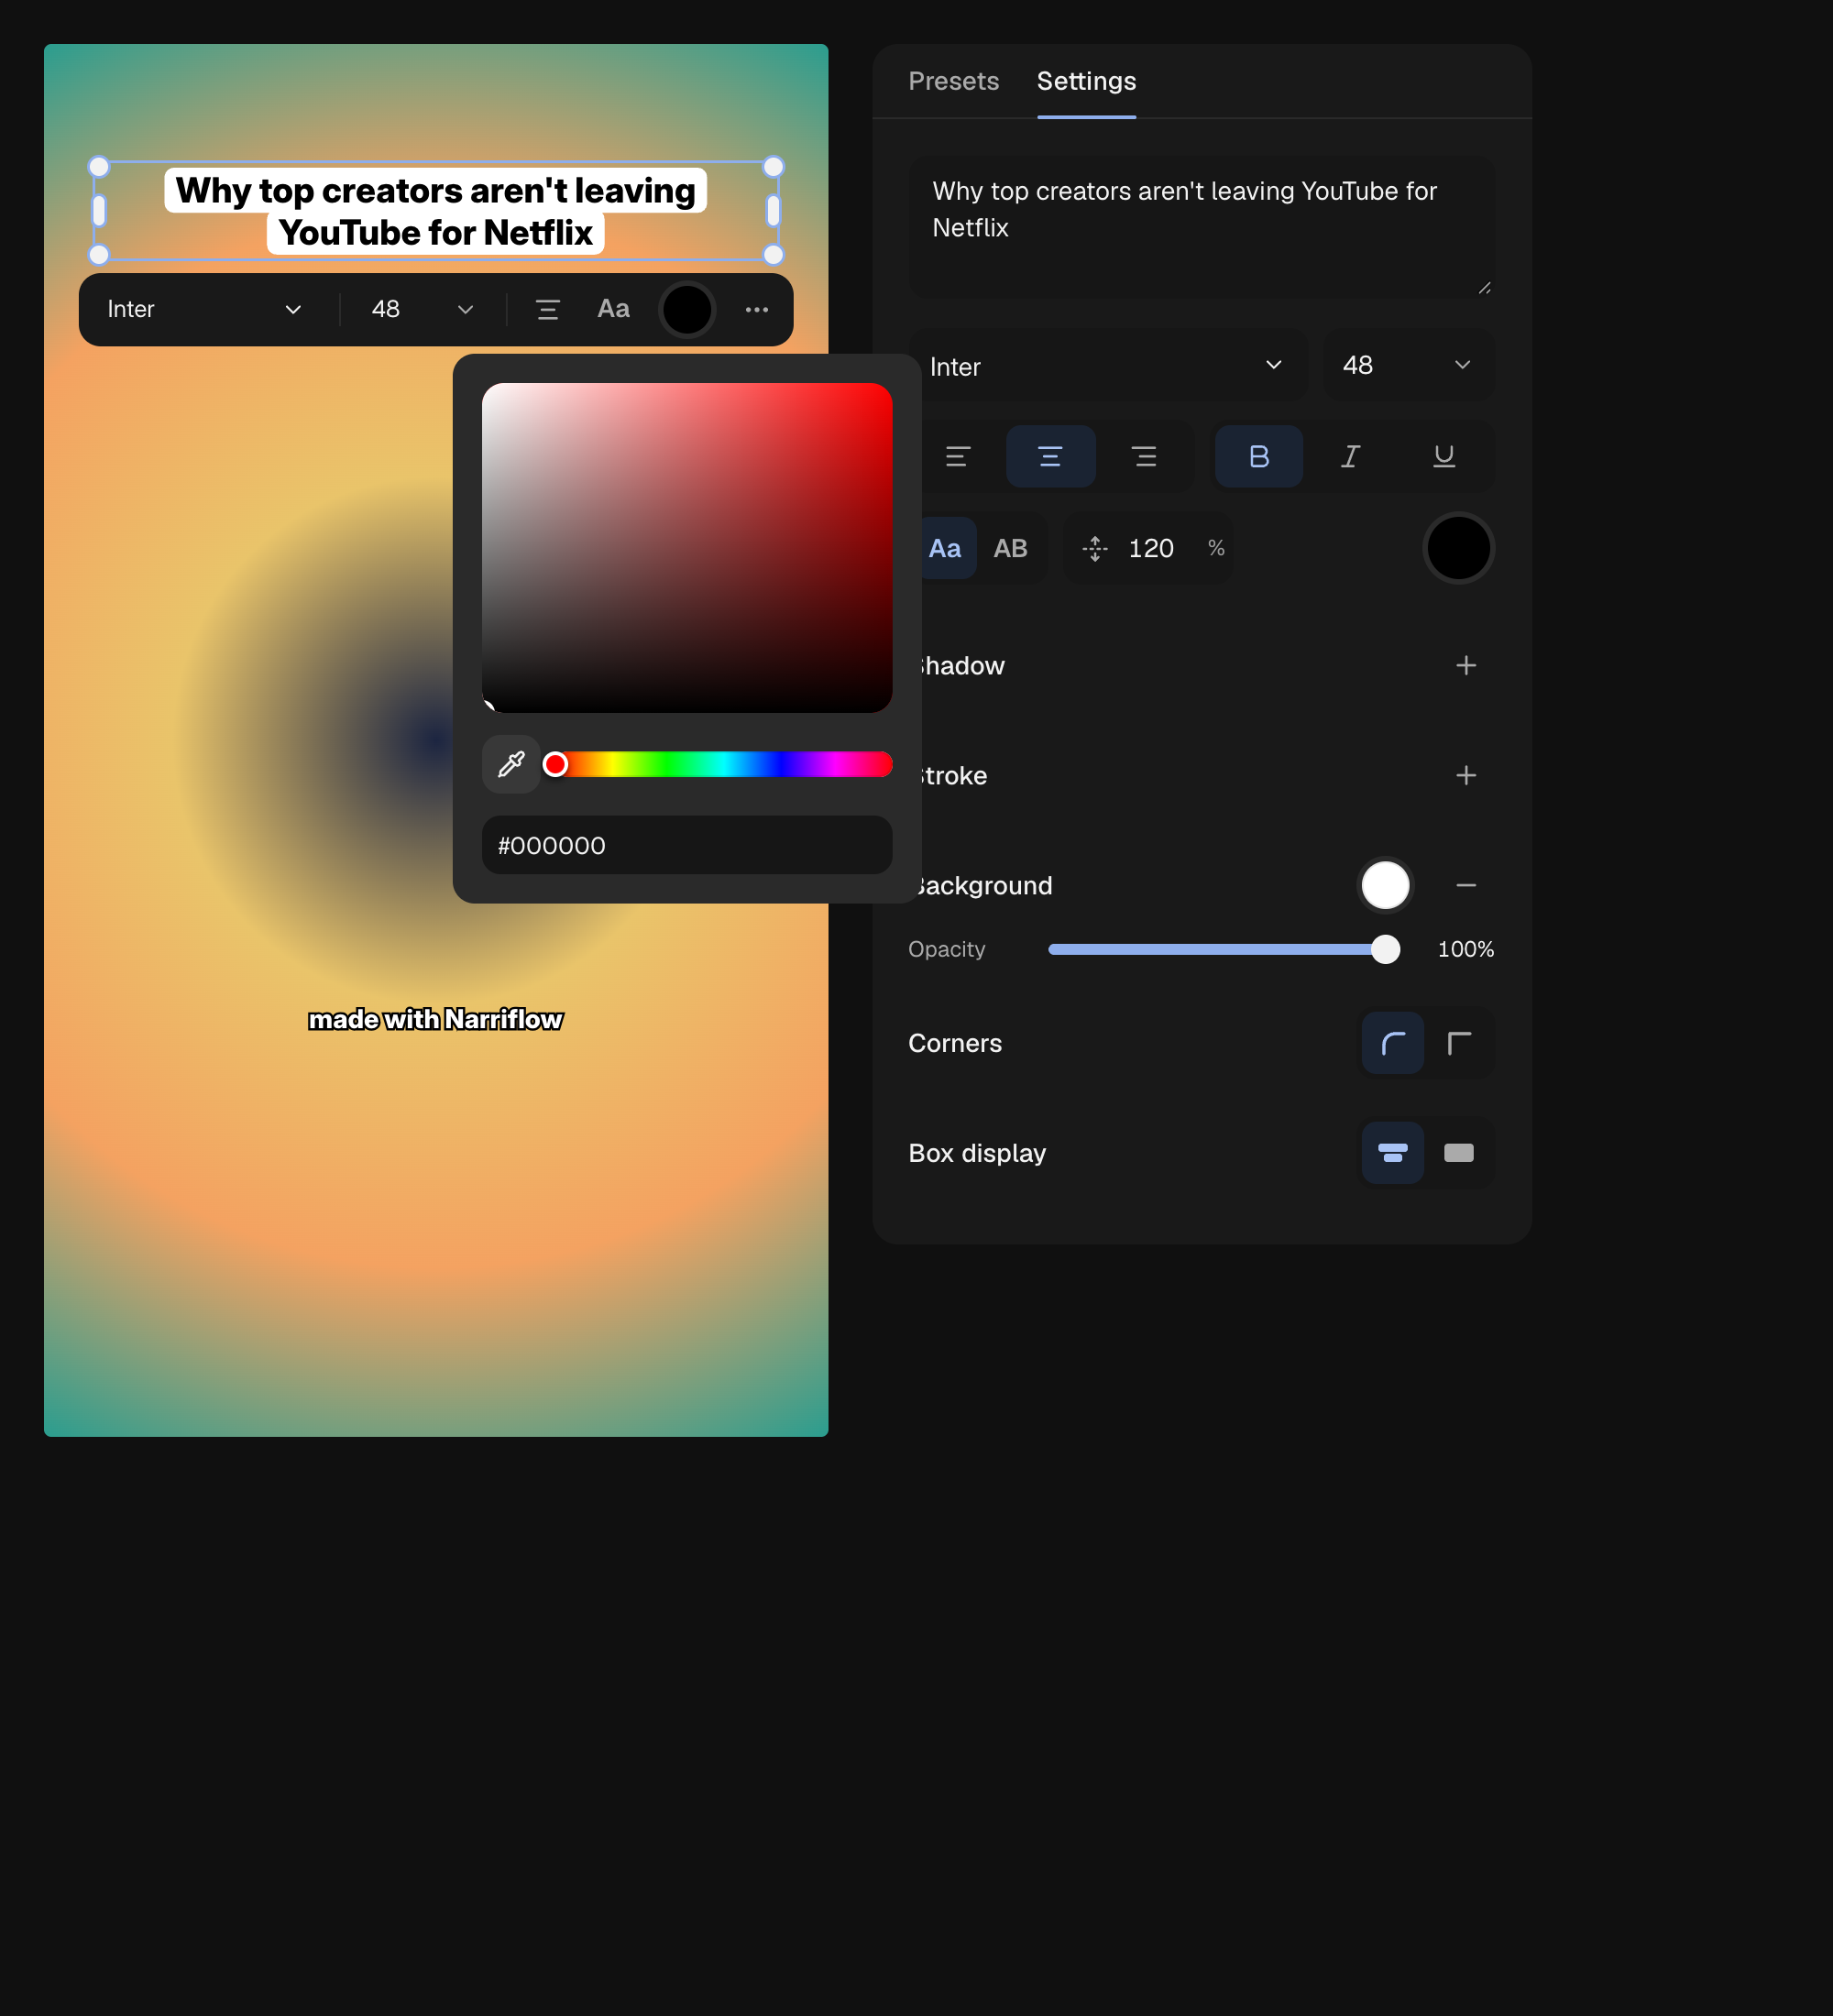 Presets Settings
Why top creators aren't leaving
YouTube for Netflix
Inter 48 Aa
made with Narriflow
#000000
Why top creators aren't leaving YouTube for
Netflix
Inter 48
B I U
Aa AB 120 %
hadow
troke
ackground
Opacity 100%
Corners
Box display